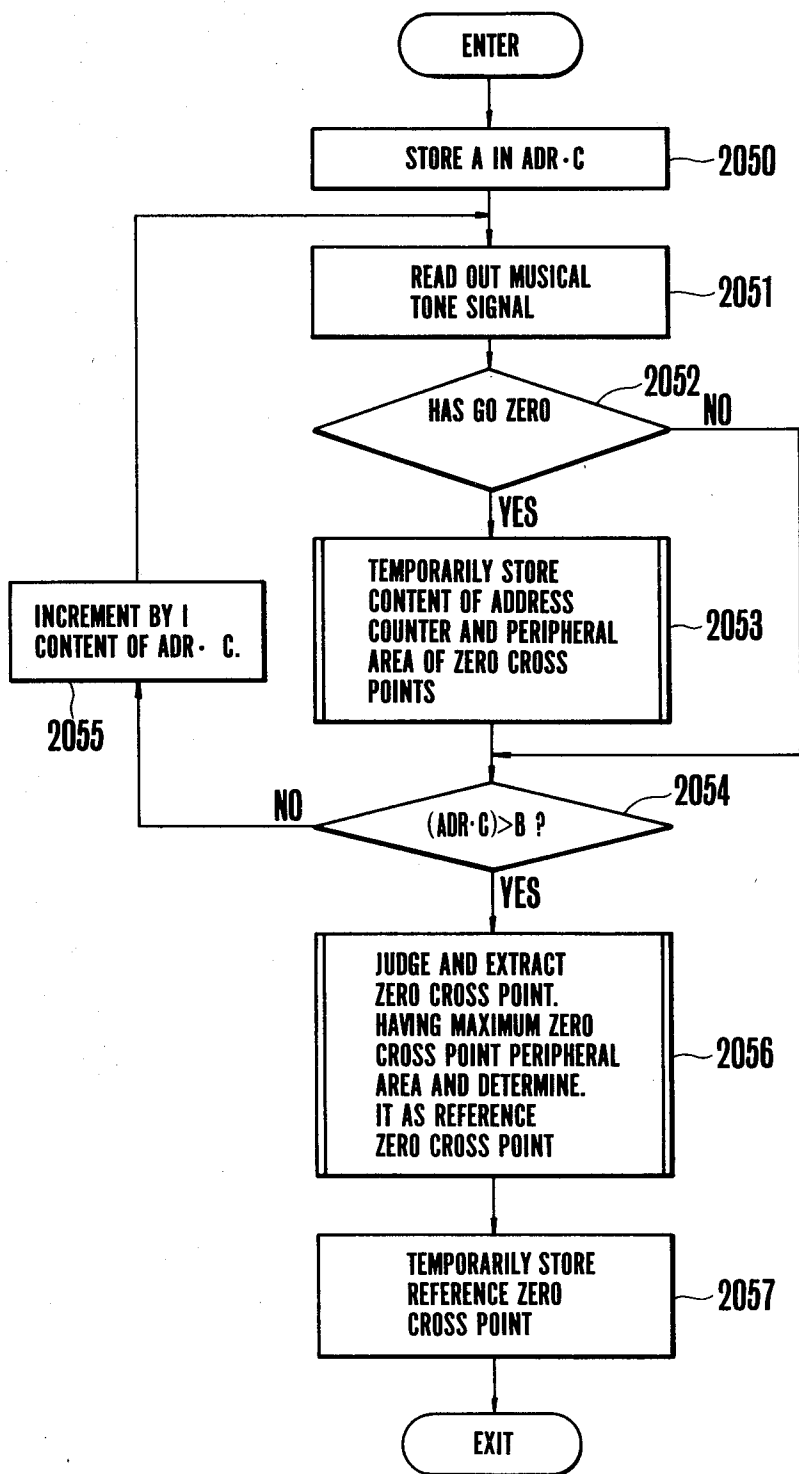 ENTER
STORE A IN ADR·C
2050
READ OUT MUSICAL
TONE SIGNAL
2051
2052
HAS GO ZERO
NO
YES
TEMPORARILY STORE
CONTENT OF ADDRESS
COUNTER AND PERIPHERAL
AREA OF ZERO CROSS
POINTS
2053
INCREMENT BY I
CONTENT OF ADR· C.
2055
2054
NO
(ADR·C)>B ?
YES
JUDGE AND EXTRACT
ZERO CROSS POINT.
HAVING MAXIMUM ZERO
CROSS POINT PERIPHERAL
AREA AND DETERMINE.
IT AS REFERENCE
ZERO CROSS POINT
2056
TEMPORARILY STORE
REFERENCE ZERO
CROSS POINT
2057
EXIT